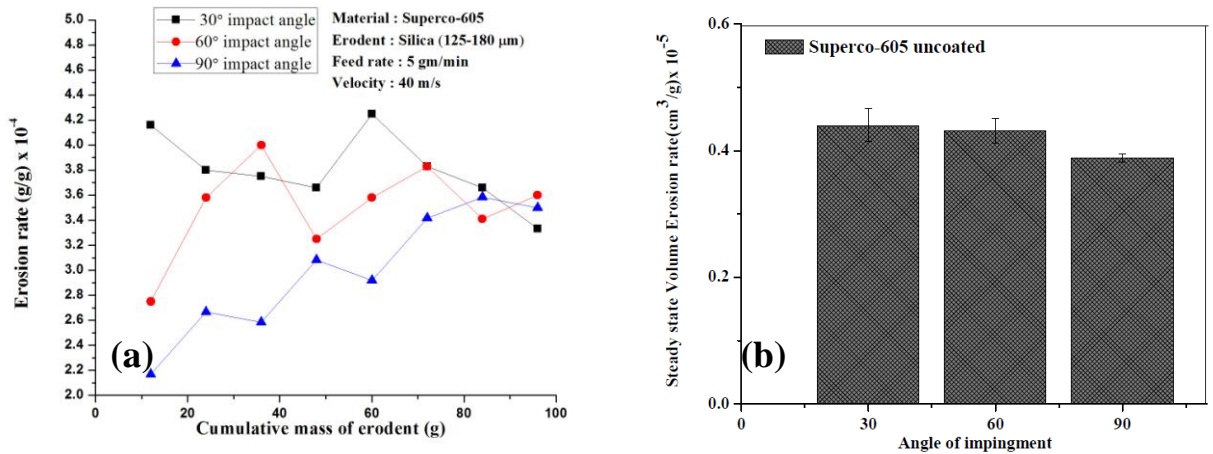 30° impact angle
60° impact angle
90° impact angle
Material : Superco-605
Erodent : Silica (125-180 μm)
Feed rate : 5 gm/min
Velocity : 40 m/s
5.0
4.8
4.6
4.4
4.2
4.0
3.8
3.6
3.4
3.2
3.0
2.8
2.6
2.4
2.2
2.0
Erosion rate (g/g) x 10⁻⁴
(a)
0 20 40 60 80 100
Cumulative mass of erodent (g)
Superco-605 uncoated
0.6
0.4
0.2
0.0
Steady state Volume Erosion rate(cm³/g)x 10⁻⁵
(b)
0 30 60 90
Angle of impingment